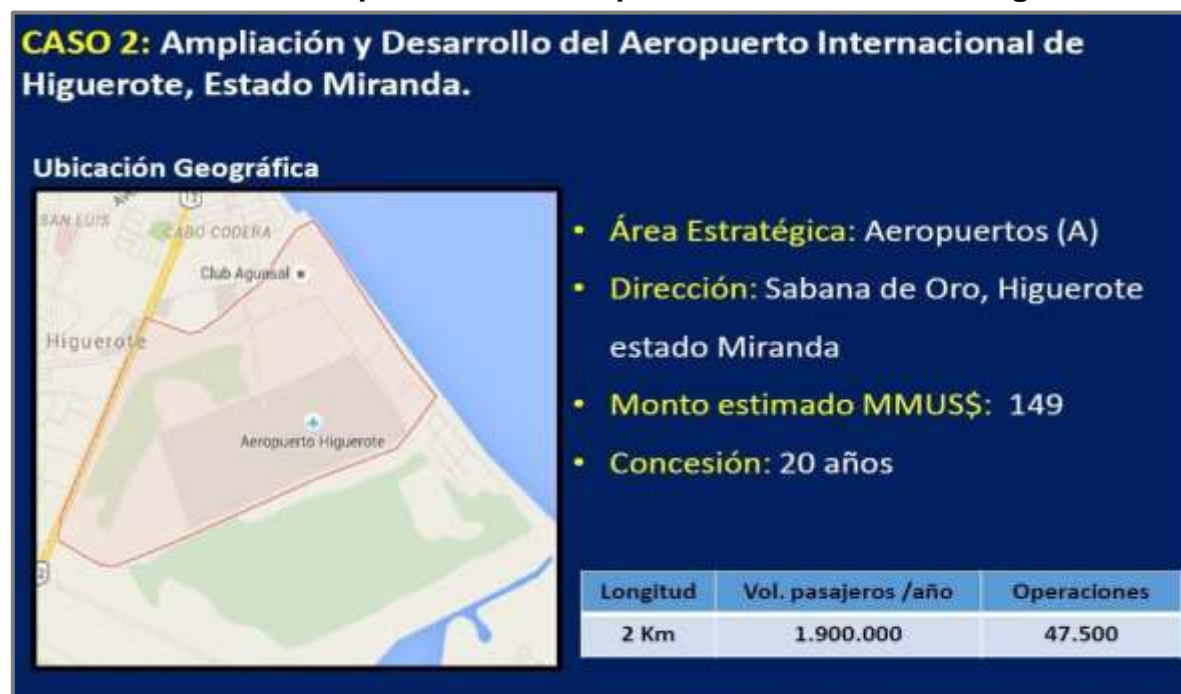 CASO 2: Ampliación y Desarrollo del Aeropuerto Internacional de
Higuerote, Estado Miranda.
Ubicación Geográfica
SAN LUIS
CABO CODERA
Club Aguasal
Higuerote
Aeropuerto Higuerote
• Área Estratégica: Aeropuertos (A)
• Dirección: Sabana de Oro, Higuerote
estado Miranda
• Monto estimado MMUS$: 149
• Concesión: 20 años
Longitud Vol. pasajeros /año Operaciones
2 Km 1.900.000 47.500